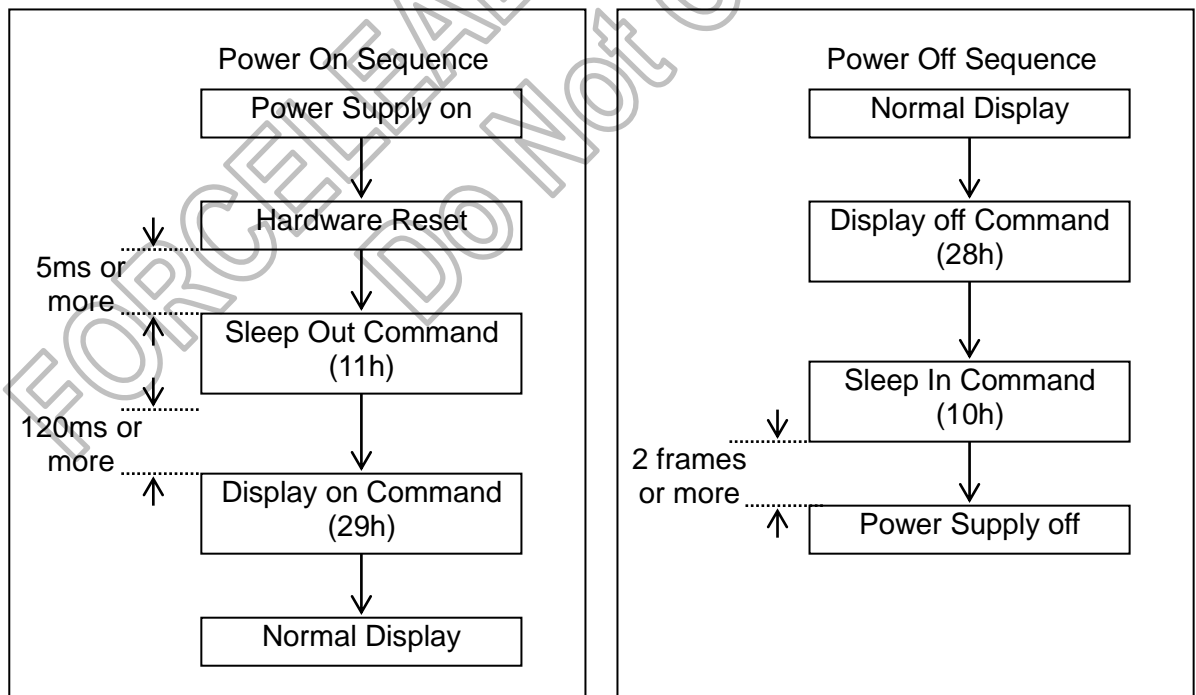 Power On Sequence
Power Supply on
Hardware Reset
5ms or
more
Sleep Out Command
(11h)
120ms or
more
Display on Command
(29h)
Normal Display
Power Off Sequence
Normal Display
Display off Command
(28h)
Sleep In Command
(10h)
2 frames
or more
Power Supply off
Do Not